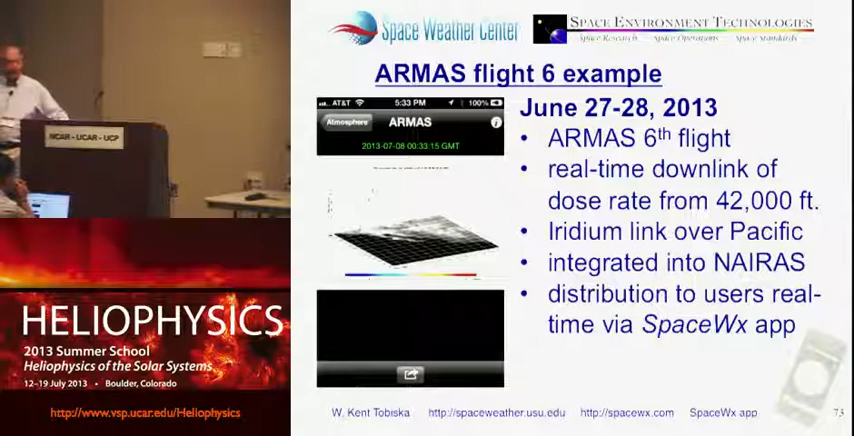 SPACE WEATHER CENTER
SPACE ENVIRONMENT TECHNOLOGIES
Space Research Space Operations Space Standards
ARMAS flight 6 example
NCAR - UCAR - UCP
AT&T 5:33 PM 100%
Atmosphere ARMAS
2013-07-08 00:33:15 GMT
June 27-28, 2013
• ARMAS 6th flight
• real-time downlink of
dose rate from 42,000 ft.
• Iridium link over Pacific
• integrated into NAIRAS
• distribution to users real-
time via SpaceWx app
HELIOPHYSICS
2013 Summer School
Heliophysics of the Solar Systems
12–19 July 2013 • Boulder, Colorado
http://www.vsp.ucar.edu/Heliophysics
W. Kent Tobiska http://spaceweather.usu.edu http://spacewx.com SpaceWx app 73